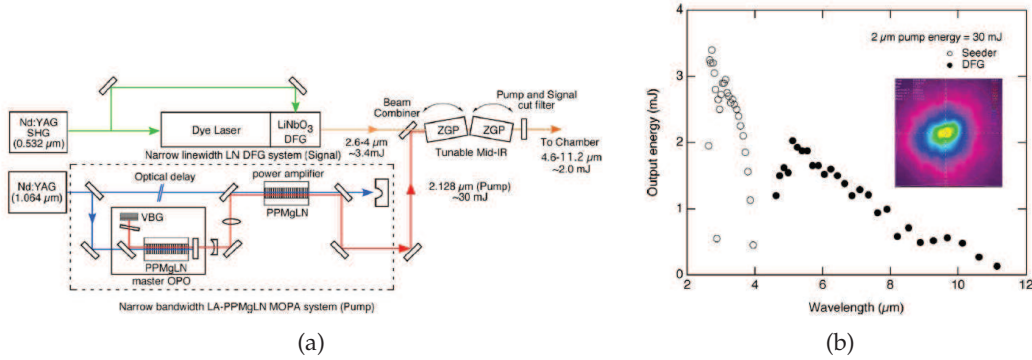 Nd:YAG
SHG
(0.532 µm)
Dye Laser
LiNbO3
DFG
Narrow linewidth LN DFG system (Signal)
2.6-4 µm
~3.4mJ
Beam
Combiner
Pump and Signal
cut filter
ZGP
ZGP
Tunable Mid-IR
To Chamber
4.6-11.2 µm
~2.0 mJ
Nd:YAG
(1.064 µm)
Optical delay
power amplifier
PPMgLN
2.128 µm (Pump)
~30 mJ
VBG
PPMgLN
master OPO
Narrow bandwidth LA-PPMgLN MOPA system (Pump)
(a)
2 µm pump energy = 30 mJ
Seeder
DFG
Output energy (mJ)
4
3
2
1
0
2
4
6
8
10
12
Wavelength (µm)
(b)